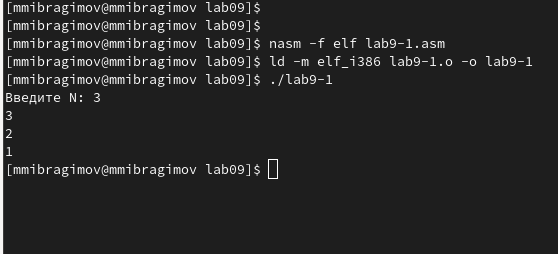 [mmibragimov@mmibragimov lab09]$
[mmibragimov@mmibragimov lab09]$
[mmibragimov@mmibragimov lab09]$ nasm -f elf lab9-1.asm
[mmibragimov@mmibragimov lab09]$ ld -m elf_i386 lab9-1.o -o lab9-1
[mmibragimov@mmibragimov lab09]$ ./lab9-1
Введите N: 3
3
2
1
[mmibragimov@mmibragimov lab09]$